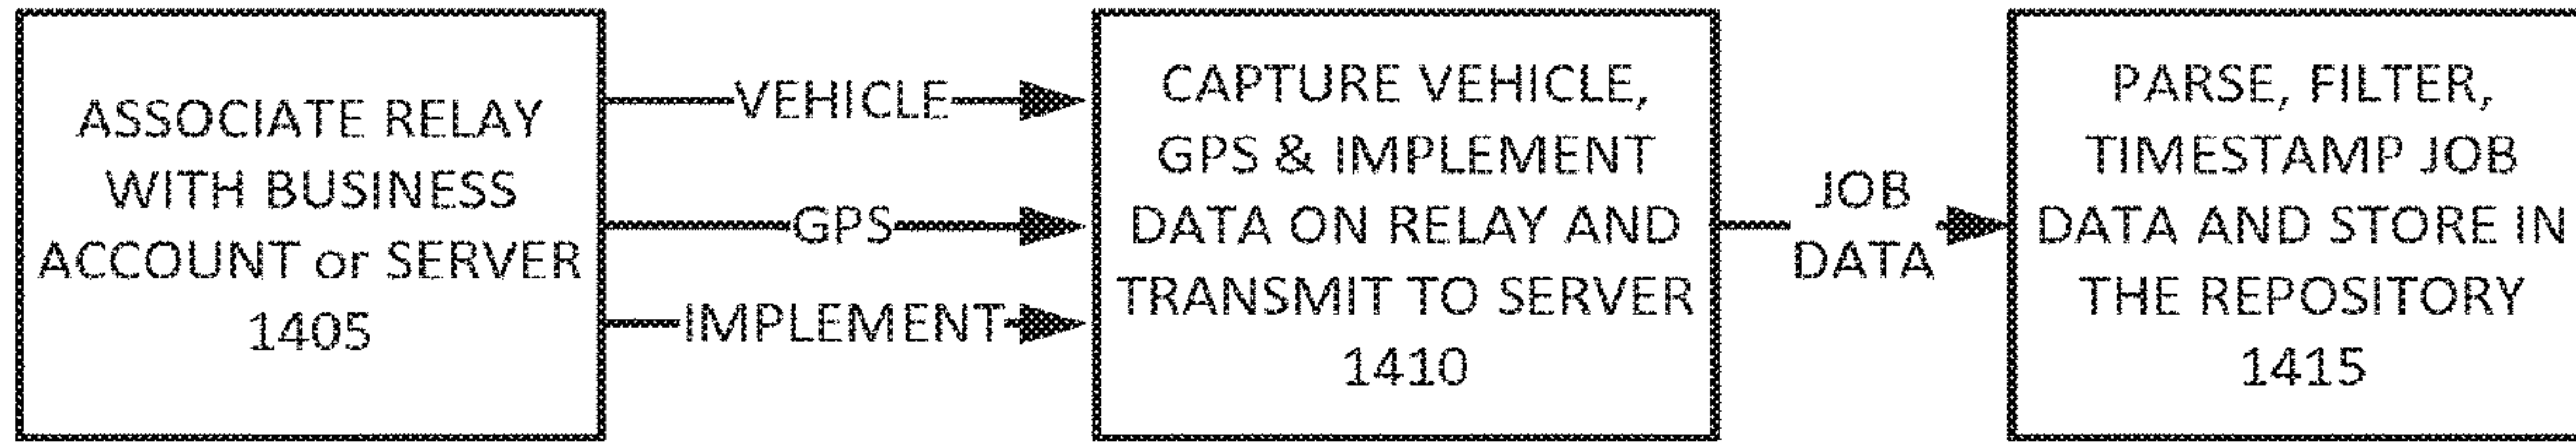 ASSOCIATE RELAY
WITH BUSINESS
ACCOUNT or SERVER
1405
VEHICLE
GPS
IMPLEMENT
CAPTURE VEHICLE,
GPS & IMPLEMENT
DATA ON RELAY AND
TRANSMIT TO SERVER
1410
JOB
DATA
PARSE, FILTER,
TIMESTAMP JOB
DATA AND STORE IN
THE REPOSITORY
1415